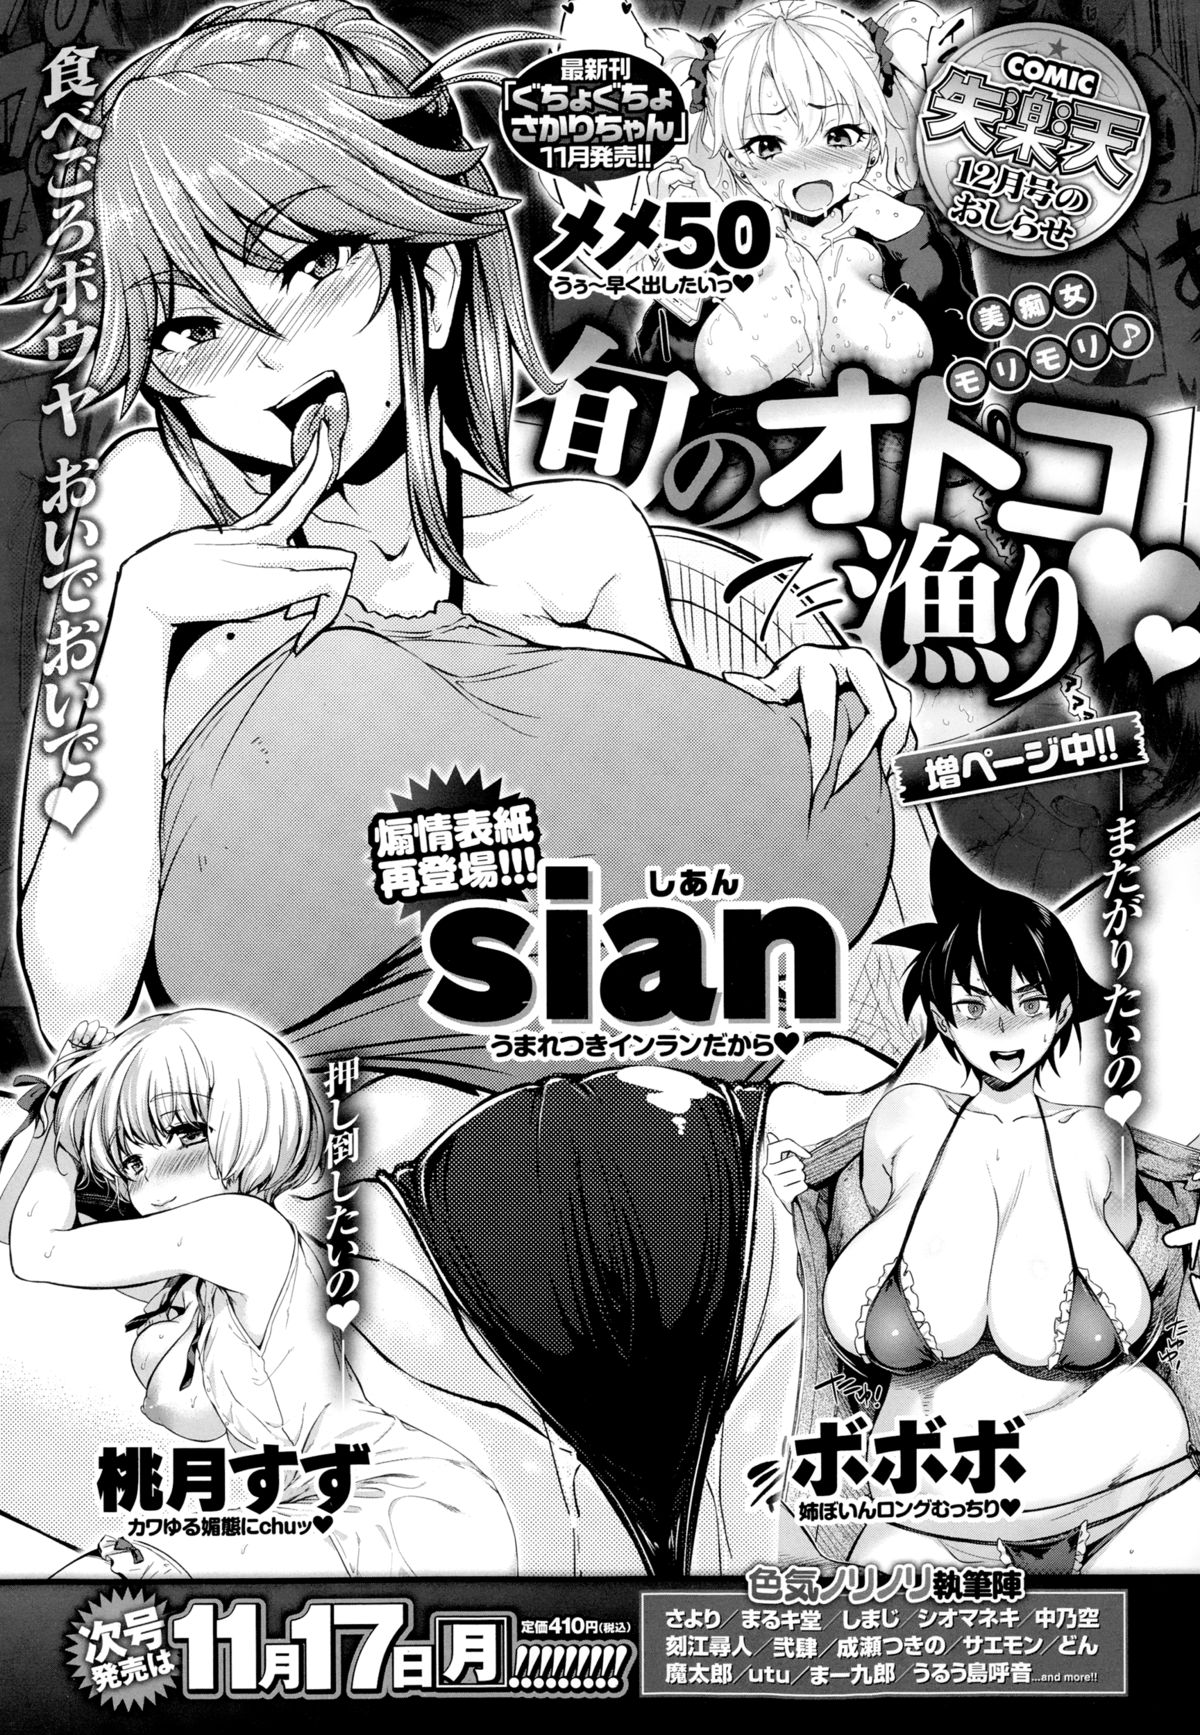 COMIC
失楽天
12月号の
おしらせ
美痴女
モリモリ♪
旬のオトコ
漁り♥♥
増ページ中!!
最新刊
「ぐちょぐちょ
さかりちゃん」
11月発売!!
メメ50
うぅ～早く出したいっ♥
食べごろボウヤ おいでおいで♥
煽情表紙
再登場!!!
しあん
sian
うまれつきインランだから♥
またがりたいの♥
ボボボ
姉ぼいんロングむっちり♥
押し倒したいの♥
桃月すず
カワゆる媚態にchuッ♥
次号
発売は
11月17日月!!!!!!!!!
定価410円(税込)
色気ノリノリ執筆陣
さより／まるキ堂／しまじ／シオマネキ／中乃空
刻江尋人／弐肆／成瀬つきの／サエモン／どん
魔太郎／utu／まー九郎／うるう島呼音...and more!!